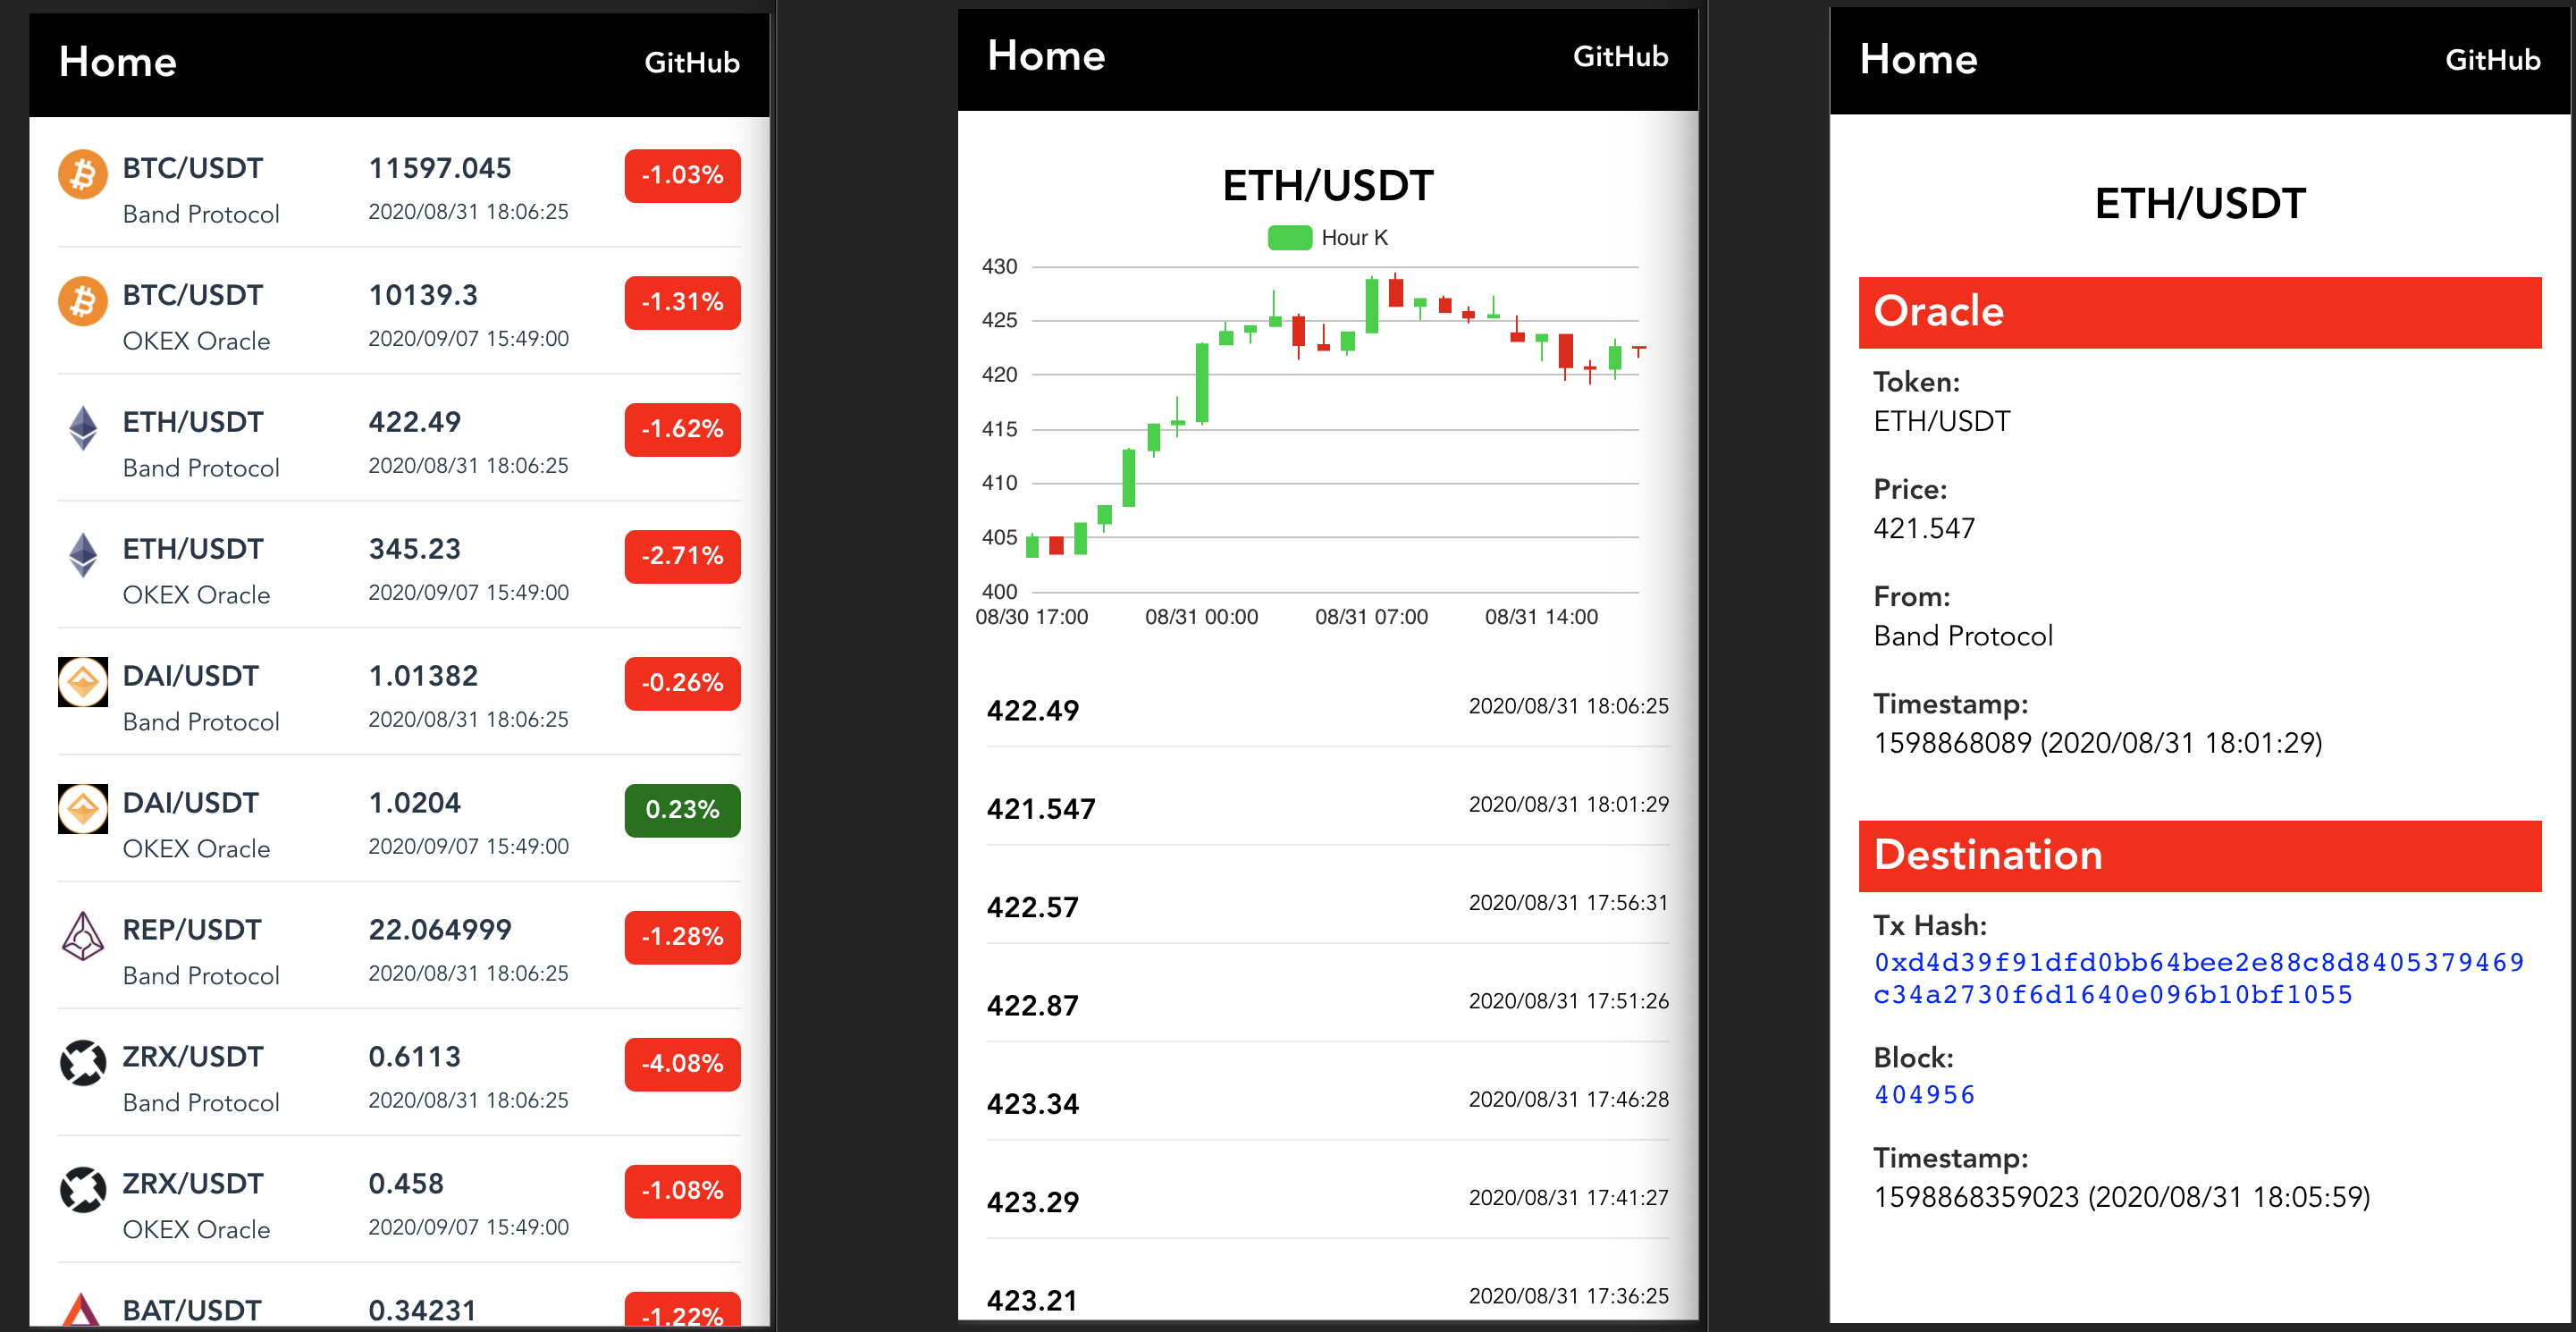 Home GitHub
BTC/USDT 11597.045 -1.03%
Band Protocol 2020/08/31 18:06:25
BTC/USDT 10139.3 -1.31%
OKEX Oracle 2020/09/07 15:49:00
ETH/USDT 422.49 -1.62%
Band Protocol 2020/08/31 18:06:25
ETH/USDT 345.23 -2.71%
OKEX Oracle 2020/09/07 15:49:00
DAI/USDT 1.01382 -0.26%
Band Protocol 2020/08/31 18:06:25
DAI/USDT 1.0204 0.23%
OKEX Oracle 2020/09/07 15:49:00
REP/USDT 22.064999 -1.28%
Band Protocol 2020/08/31 18:06:25
ZRX/USDT 0.6113 -4.08%
Band Protocol 2020/08/31 18:06:25
ZRX/USDT 0.458 -1.08%
OKEX Oracle 2020/09/07 15:49:00
BAT/USDT 0.34231 -1.22%
Home GitHub
ETH/USDT
Hour K
430
425
420
415
410
405
400
08/30 17:00 08/31 00:00 08/31 07:00 08/31 14:00
422.49 2020/08/31 18:06:25
421.547 2020/08/31 18:01:29
422.57 2020/08/31 17:56:31
422.87 2020/08/31 17:51:26
423.34 2020/08/31 17:46:28
423.29 2020/08/31 17:41:27
423.21 2020/08/31 17:36:25
Home GitHub
ETH/USDT
Oracle
Token:
ETH/USDT
Price:
421.547
From:
Band Protocol
Timestamp:
1598868089 (2020/08/31 18:01:29)
Destination
Tx Hash:
0xd4d39f91dfd0bb64bee2e88c8d8405379469
c34a2730f6d1640e096b10bf1055
Block:
404956
Timestamp:
1598868359023 (2020/08/31 18:05:59)